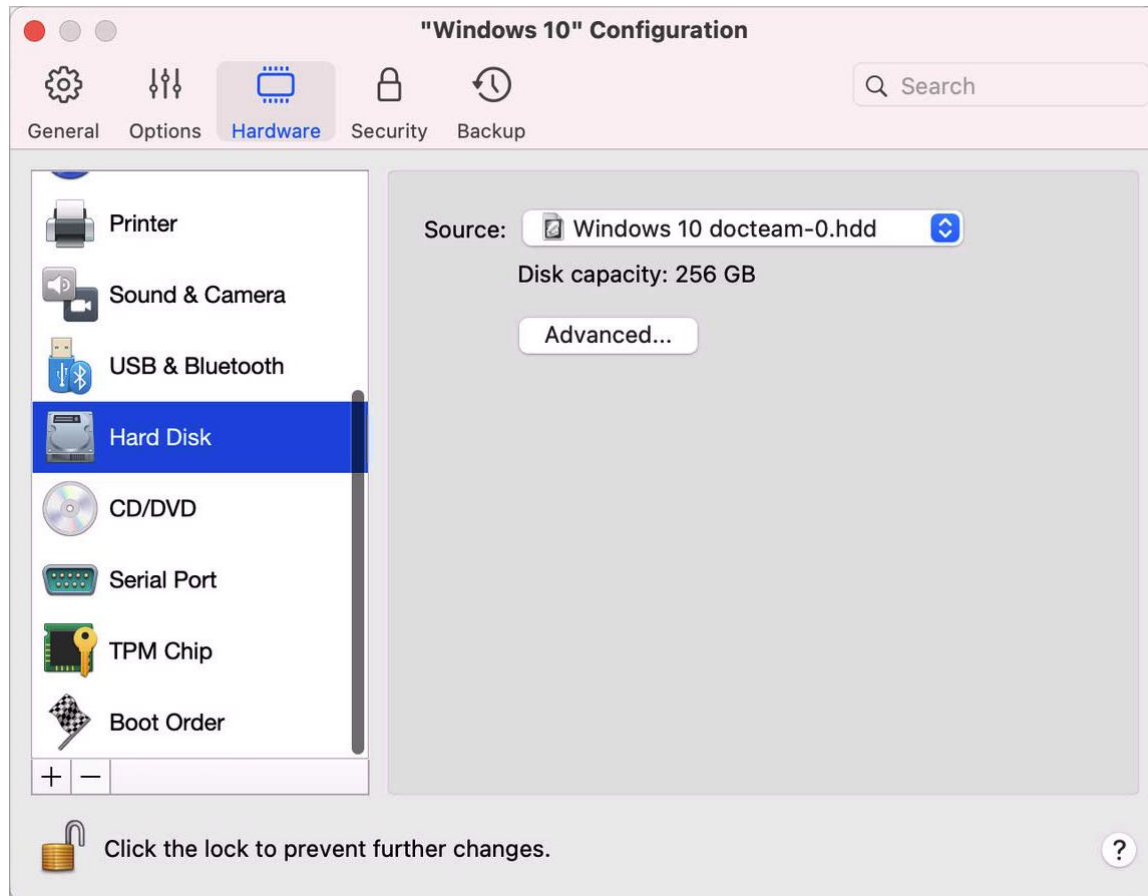 "Windows 10" Configuration
General Options Hardware Security Backup
Search
Printer
Sound & Camera
USB & Bluetooth
Hard Disk
CD/DVD
Serial Port
TPM Chip
Boot Order
+ −
Source: Windows 10 docteam-0.hdd
Disk capacity: 256 GB
Advanced...
Click the lock to prevent further changes.
?